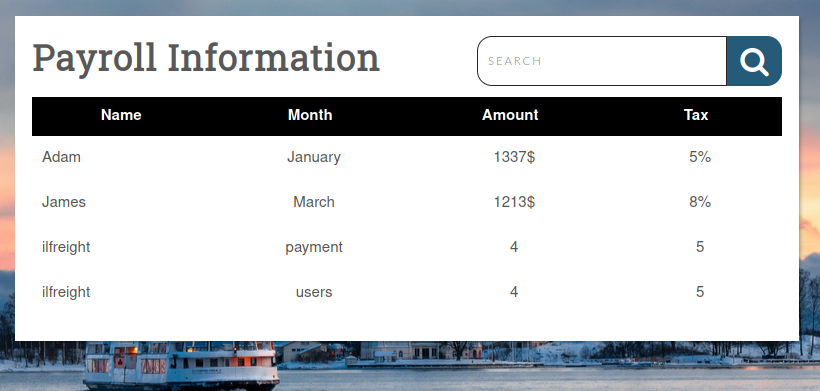 Payroll Information
SEARCH
Name Month Amount Tax
Adam January 1337$ 5%
James March 1213$ 8%
ilfreight payment 4 5
ilfreight users 4 5